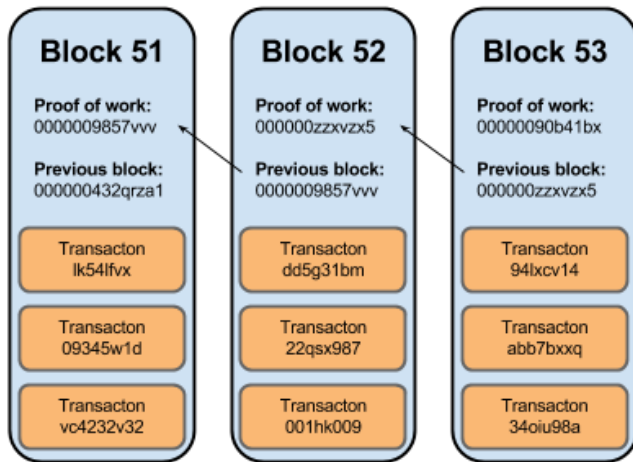 Block 51
Proof of work:
0000009857vvv
Previous block:
000000432qrza1
Transacton
lk54lfvx
Transacton
09345w1d
Transacton
vc4232v32
Block 52
Proof of work:
000000zzxvzx5
Previous block:
0000009857vvv
Transacton
dd5g31bm
Transacton
22qsx987
Transacton
001hk009
Block 53
Proof of work:
00000090b41bx
Previous block:
000000zzxvzx5
Transacton
94lxcv14
Transacton
abb7bxxq
Transacton
34oiu98a